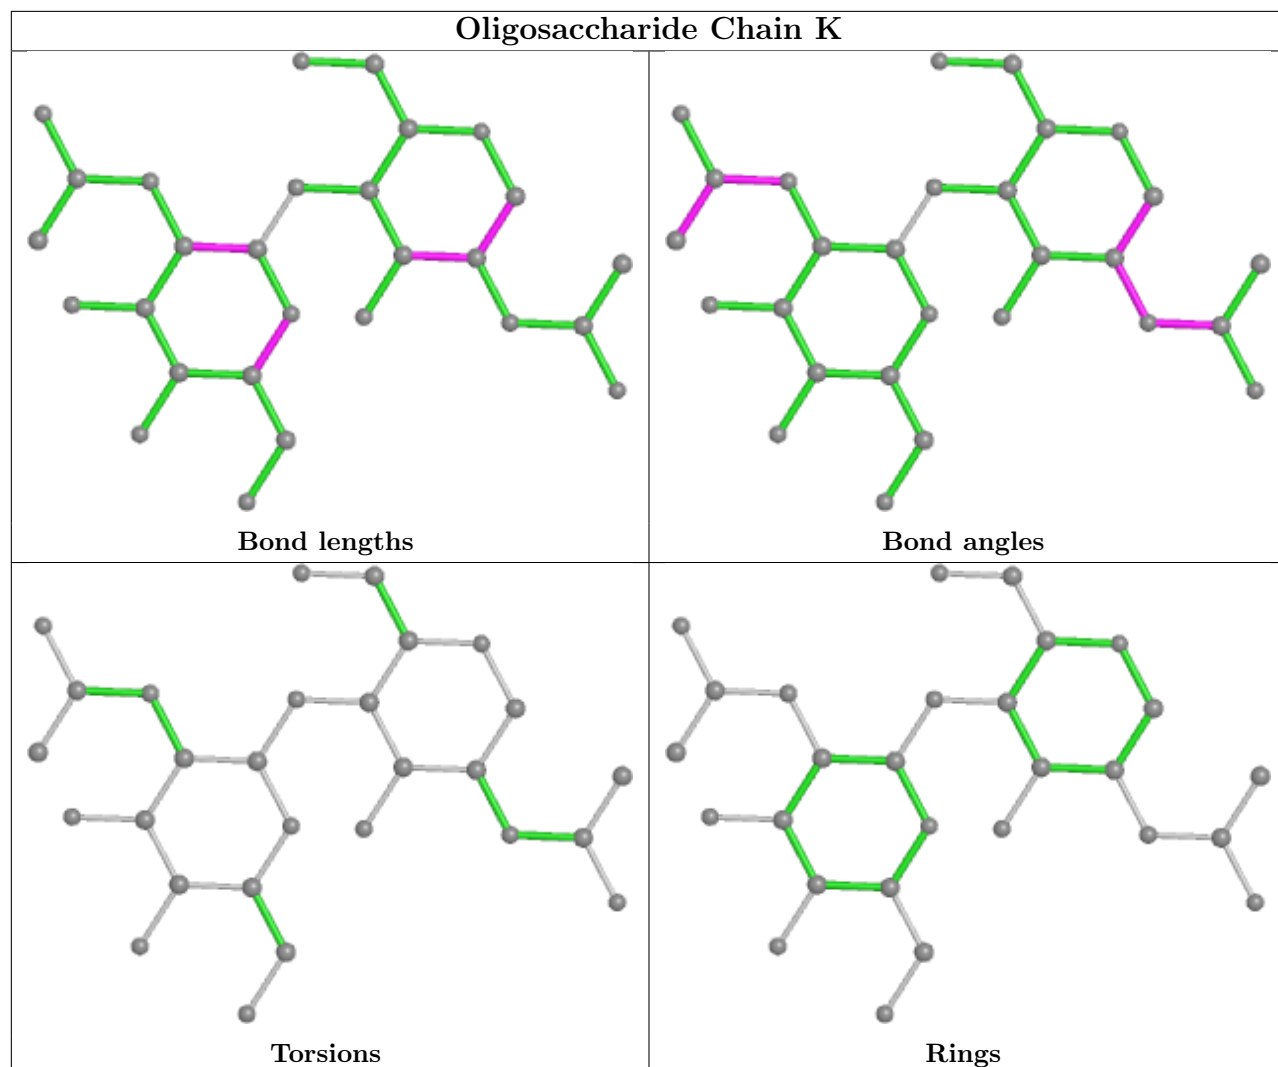 Oligosaccharide Chain K
Bond lengths
Bond angles
Torsions
Rings